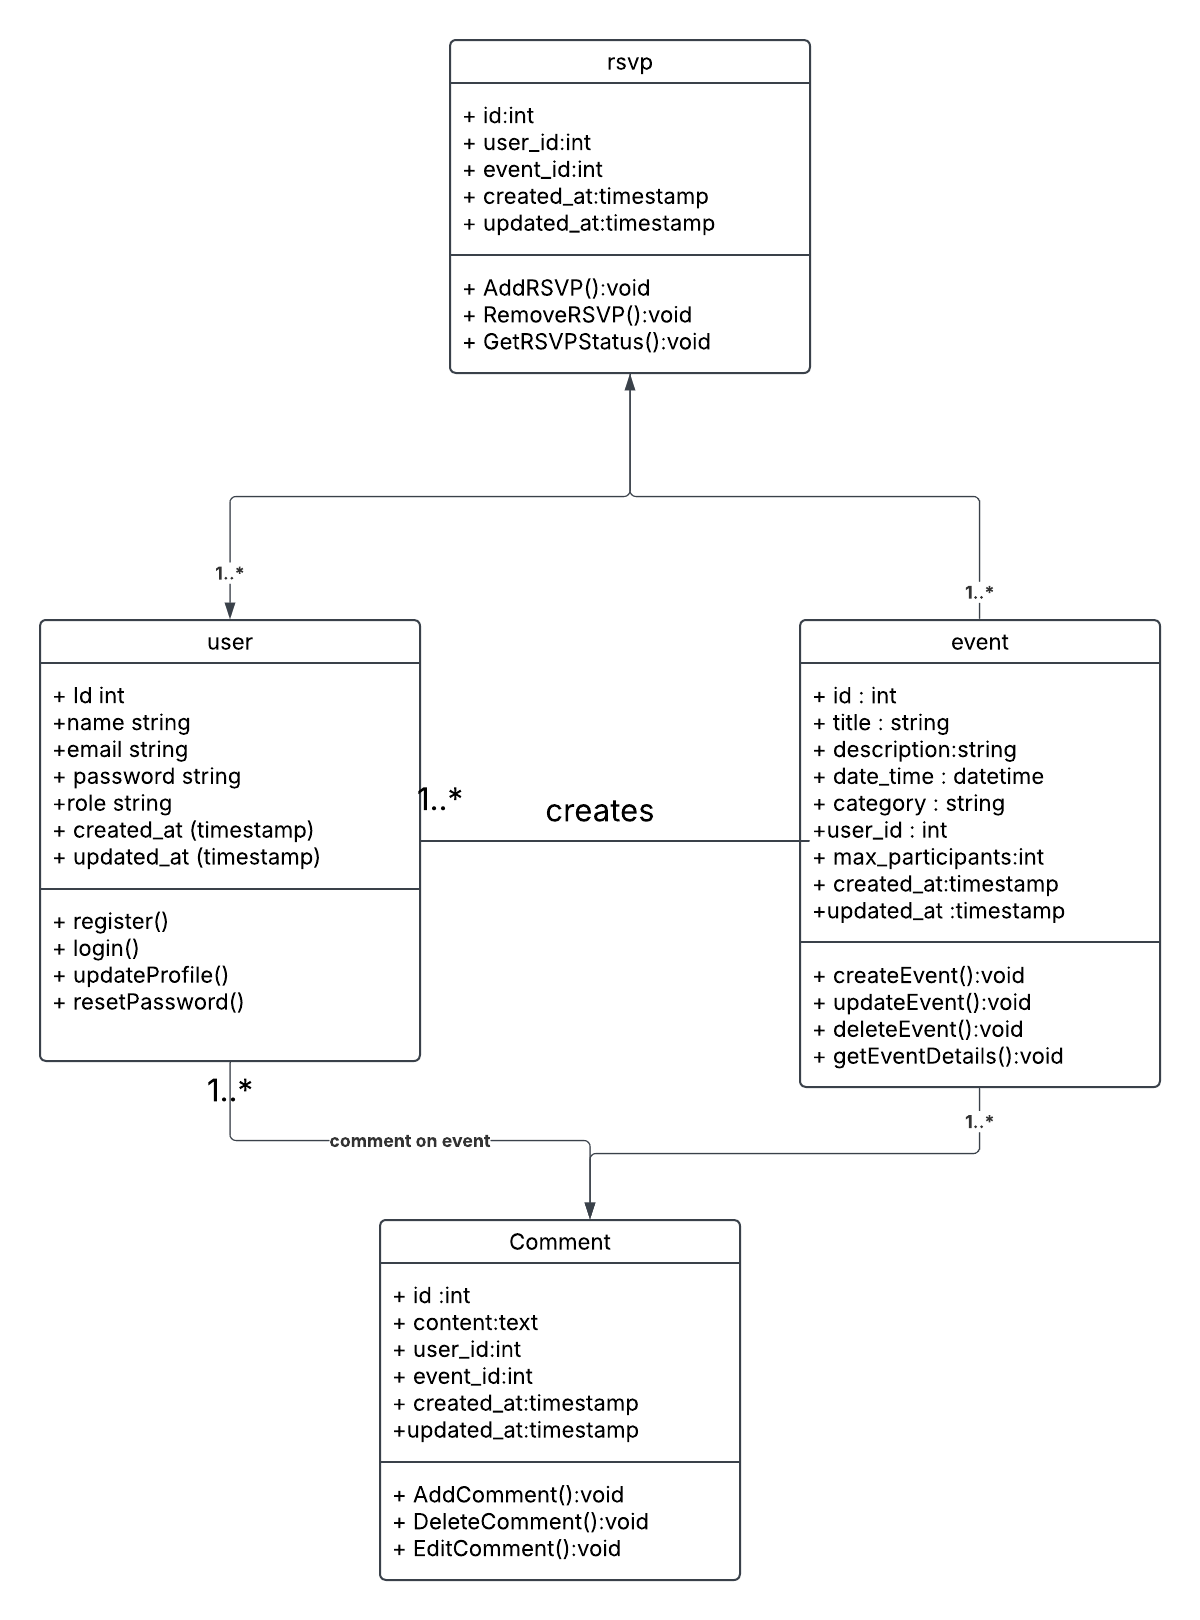 rsvp
+ id:int
+ user_id:int
+ event_id:int
+ created_at:timestamp
+ updated_at:timestamp
+ AddRSVP():void
+ RemoveRSVP():void
+ GetRSVPStatus():void
1..*
1..*
user
+ Id int
+name string
+email string
+ password string
+role string
+ created_at (timestamp)
+ updated_at (timestamp)
+ register()
+ login()
+ updateProfile()
+ resetPassword()
1..*
creates
event
+ id : int
+ title : string
+ description:string
+ date_time : datetime
+ category : string
+user_id : int
+ max_participants:int
+ created_at:timestamp
+updated_at :timestamp
+ createEvent():void
+ updateEvent():void
+ deleteEvent():void
+ getEventDetails():void
1..*
1..*
comment on event
Comment
+ id :int
+ content:text
+ user_id:int
+ event_id:int
+ created_at:timestamp
+updated_at:timestamp
+ AddComment():void
+ DeleteComment():void
+ EditComment():void